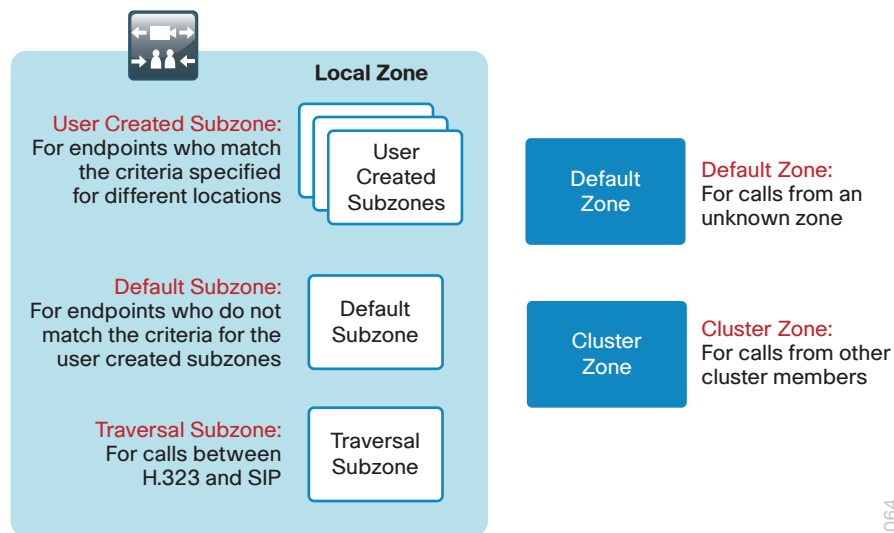 Local Zone
User Created Subzone:
For endpoints who match
the criteria specified
for different locations
User
Created
Subzones
Default Subzone:
For endpoints who do not
match the criteria for the
user created subzones
Default
Subzone
Traversal Subzone:
For calls between
H.323 and SIP
Traversal
Subzone
Default
Zone
Default Zone:
For calls from an
unknown zone
Cluster
Zone
Cluster Zone:
For calls from other
cluster members
064